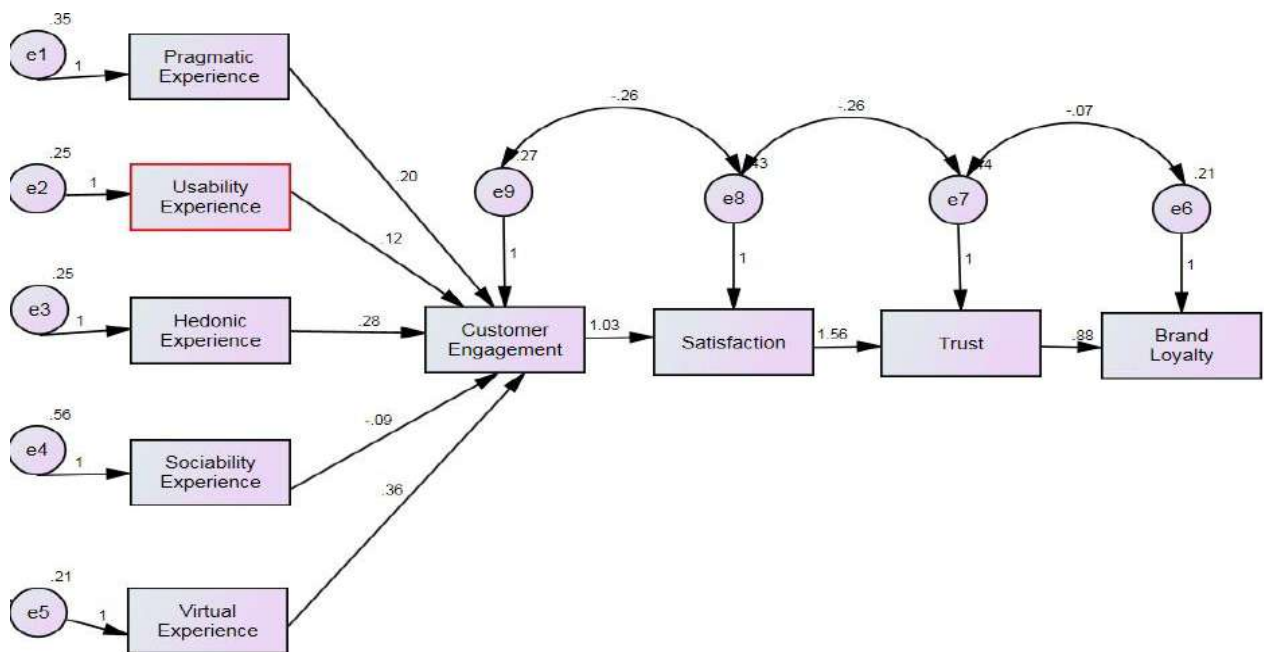 .35
e1
1
Pragmatic
Experience
.25
e2
1
Usability
Experience
.25
e3
1
Hedonic
Experience
.56
e4
1
Sociability
Experience
.21
e5
1
Virtual
Experience
.20
.12
.28
-.09
.36
-.26
-.26
-.07
.27
e9
1
e8
1
e7
1
.21
e6
1
Customer
Engagement
1.03
Satisfaction
1.56
Trust
.88
Brand
Loyalty